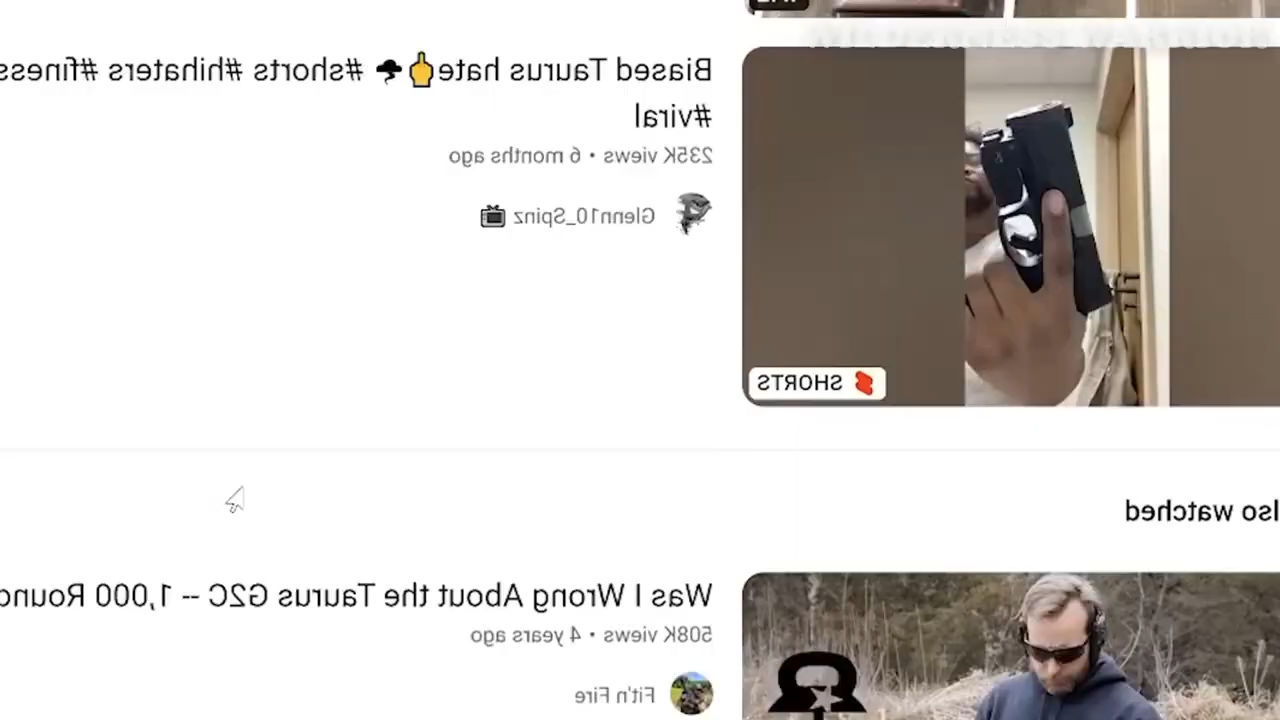 Biased Taurus hate🖕🌪 #shorts #hihaters #finess
#viral
235K views • 6 months ago
Glenn10_Spinz 📺
SHORTS
lso watched
Was I Wrong About the Taurus G2C -- 1,000 Roun
508K views • 4 years ago
Fit'n Fire